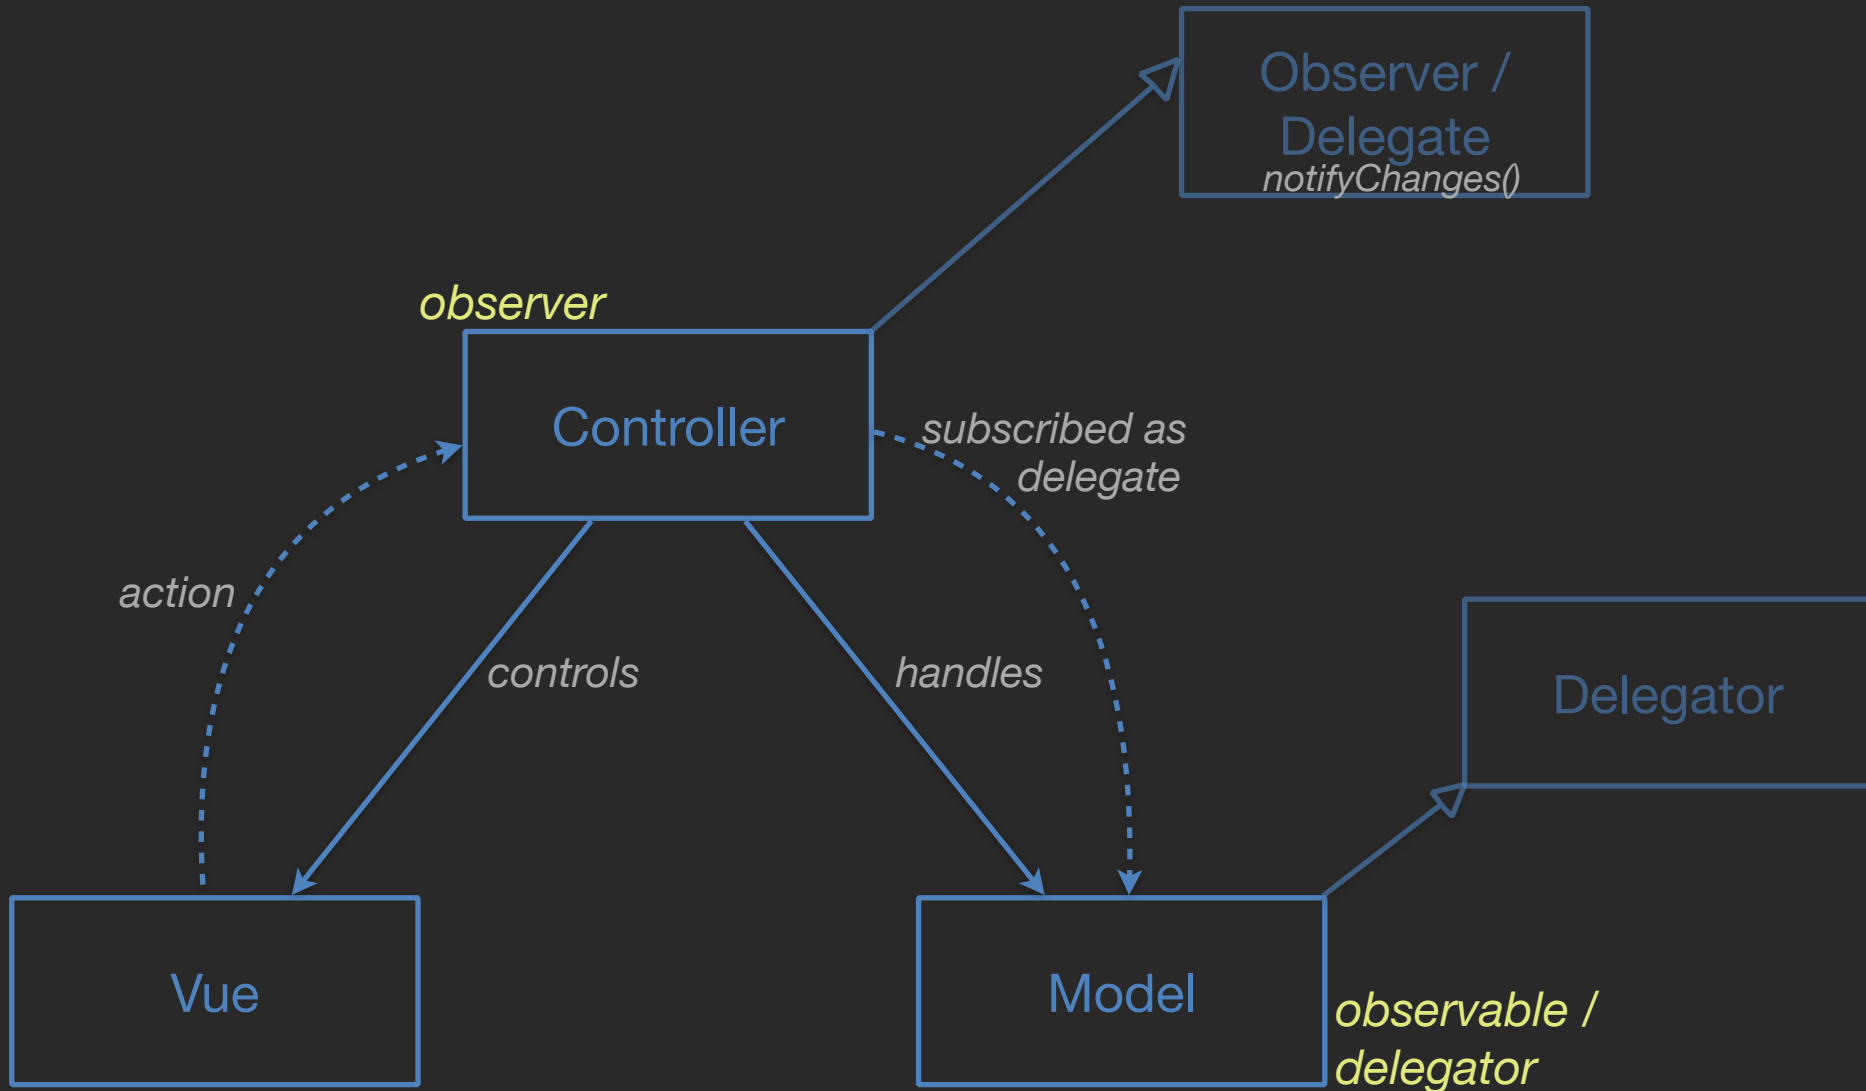 Observer /
Delegate
notifyChanges()
observer
Controller
subscribed as
delegate
action
controls
handles
Delegator
Vue
Model
observable /
delegator